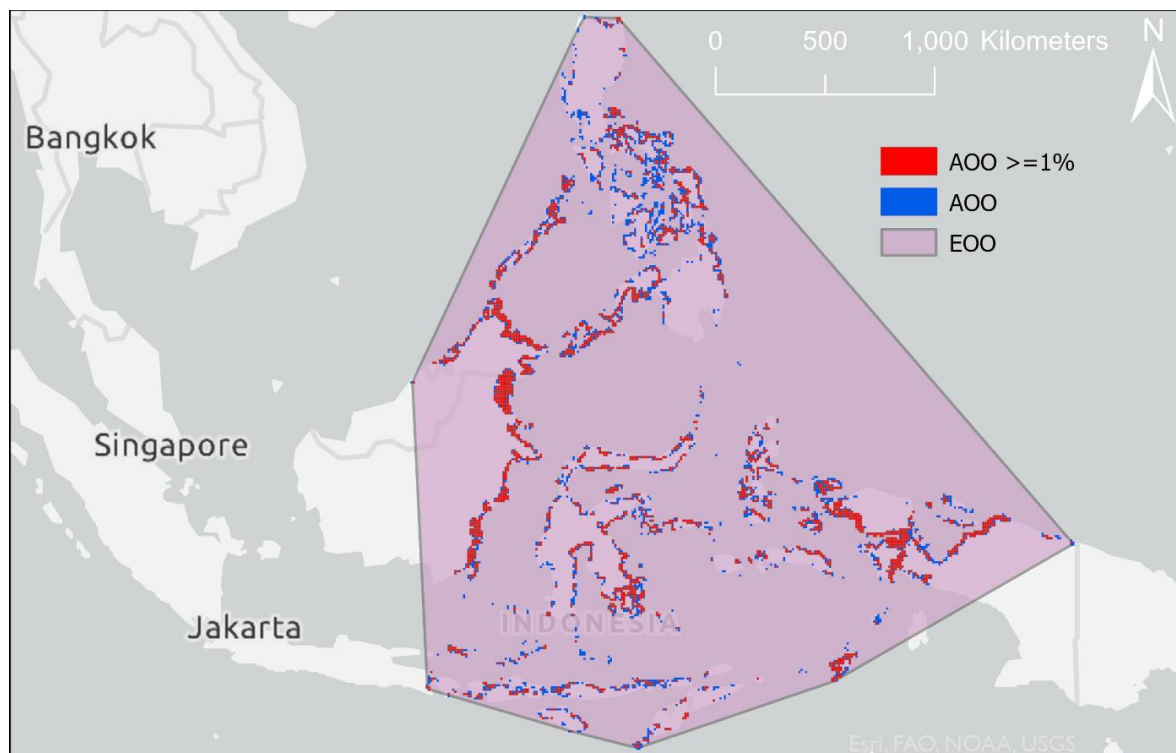 N
0 500 1,000 Kilometers
Bangkok
AOO >=1%
AOO
EOO
Singapore
Jakarta
INDONESIA
Esri, FAO, NOAA, USGS